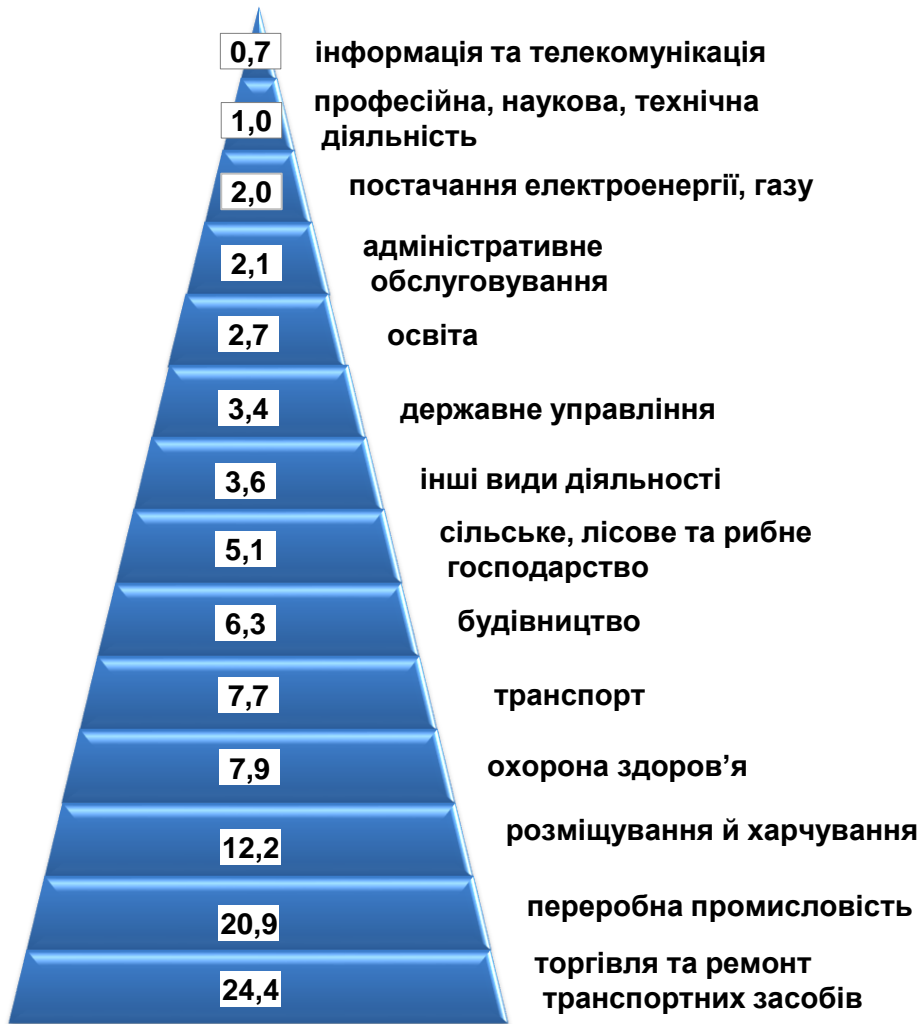 0,7 інформація та телекомунікація
1,0 професійна, наукова, технічна
діяльність
2,0 постачання електроенергії, газу
2,1 адміністративне
обслуговування
2,7 освіта
3,4 державне управління
3,6 інші види діяльності
5,1 сільське, лісове та рибне
господарство
6,3 будівництво
7,7 транспорт
7,9 охорона здоров’я
12,2 розміщування й харчування
20,9 переробна промисловість
24,4 торгівля та ремонт
транспортних засобів